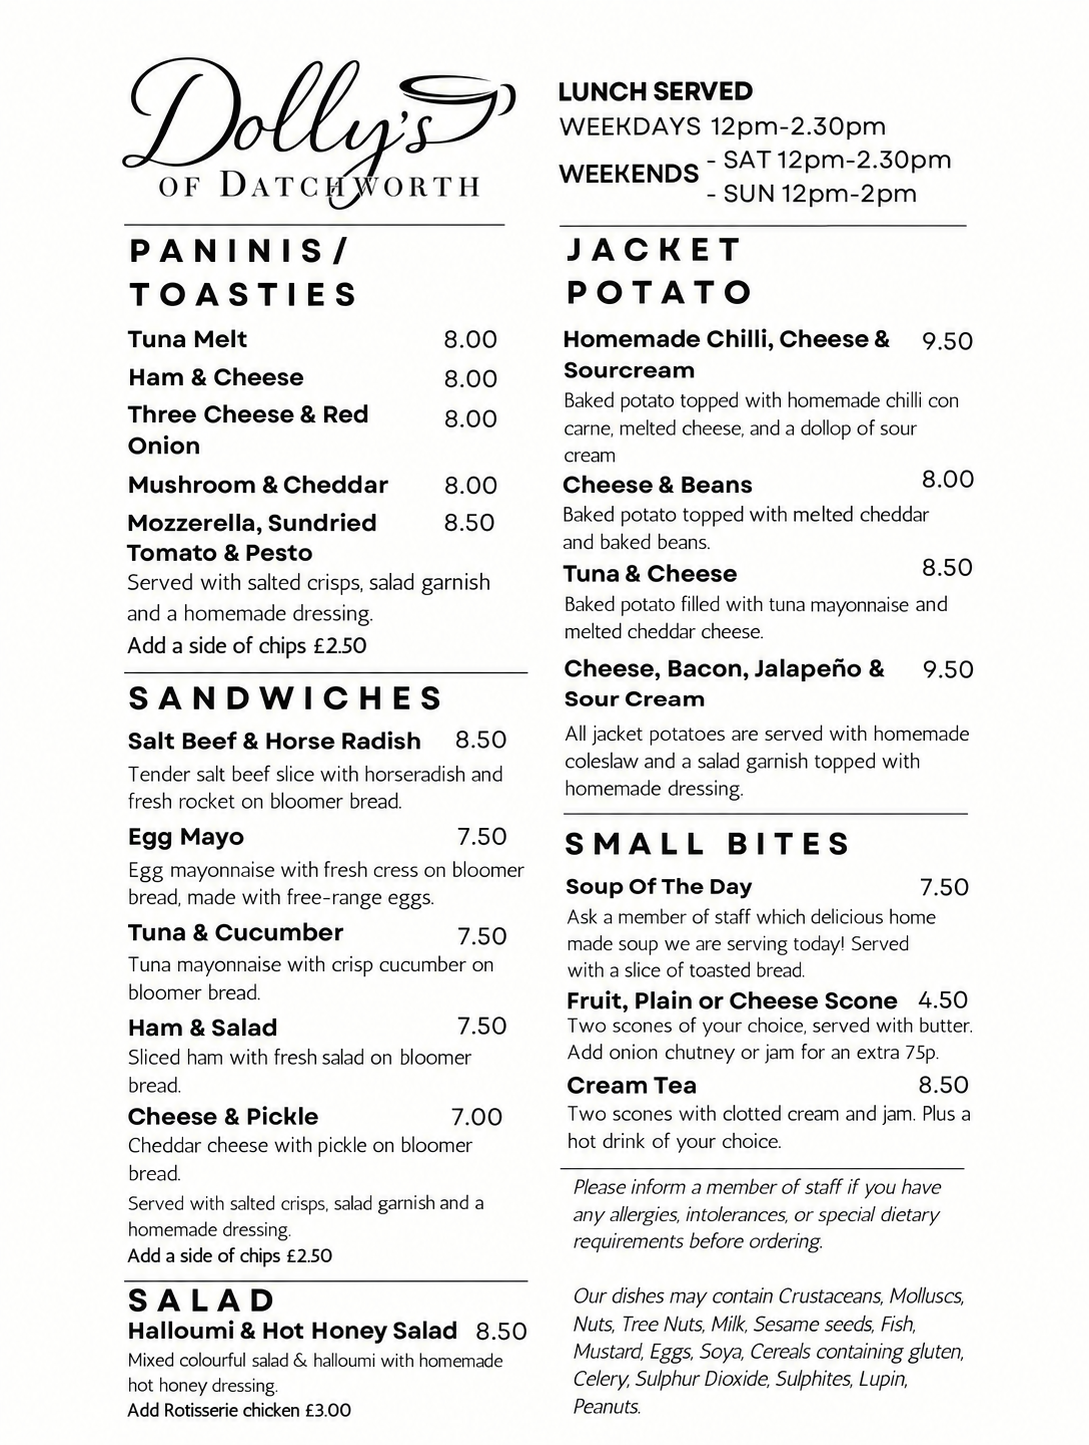 Dolly's
OF DATCHWORTH
LUNCH SERVED
WEEKDAYS 12pm-2.30pm
WEEKENDS - SAT 12pm-2.30pm
- SUN 12pm-2pm
PANINIS/
TOASTIES
Tuna Melt 8.00
Ham & Cheese 8.00
Three Cheese & Red 8.00
Onion
Mushroom & Cheddar 8.00
Mozzerella, Sundried 8.50
Tomato & Pesto
Served with salted crisps, salad garnish
and a homemade dressing.
Add a side of chips £2.50
SANDWICHES
Salt Beef & Horse Radish 8.50
Tender salt beef slice with horseradish and
fresh rocket on bloomer bread.
Egg Mayo 7.50
Egg mayonnaise with fresh cress on bloomer
bread, made with free-range eggs.
Tuna & Cucumber 7.50
Tuna mayonnaise with crisp cucumber on
bloomer bread.
Ham & Salad 7.50
Sliced ham with fresh salad on bloomer
bread.
Cheese & Pickle 7.00
Cheddar cheese with pickle on bloomer
bread.
Served with salted crisps, salad garnish and a
homemade dressing.
Add a side of chips £2.50
SALAD
Halloumi & Hot Honey Salad 8.50
Mixed colourful salad & halloumi with homemade
hot honey dressing.
Add Rotisserie chicken £3.00
JACKET
POTATO
Homemade Chilli, Cheese & 9.50
Sourcream
Baked potato topped with homemade chilli con
carne, melted cheese, and a dollop of sour
cream
Cheese & Beans 8.00
Baked potato topped with melted cheddar
and baked beans.
Tuna & Cheese 8.50
Baked potato filled with tuna mayonnaise and
melted cheddar cheese.
Cheese, Bacon, Jalapeño & 9.50
Sour Cream
All jacket potatoes are served with homemade
coleslaw and a salad garnish topped with
homemade dressing.
SMALL BITES
Soup Of The Day 7.50
Ask a member of staff which delicious home
made soup we are serving today! Served
with a slice of toasted bread.
Fruit, Plain or Cheese Scone 4.50
Two scones of your choice, served with butter.
Add onion chutney or jam for an extra 75p.
Cream Tea 8.50
Two scones with clotted cream and jam. Plus a
hot drink of your choice.
Please inform a member of staff if you have
any allergies, intolerances, or special dietary
requirements before ordering.
Our dishes may contain Crustaceans, Molluscs,
Nuts, Tree Nuts, Milk, Sesame seeds, Fish,
Mustard, Eggs, Soya, Cereals containing gluten,
Celery, Sulphur Dioxide, Sulphites, Lupin,
Peanuts.